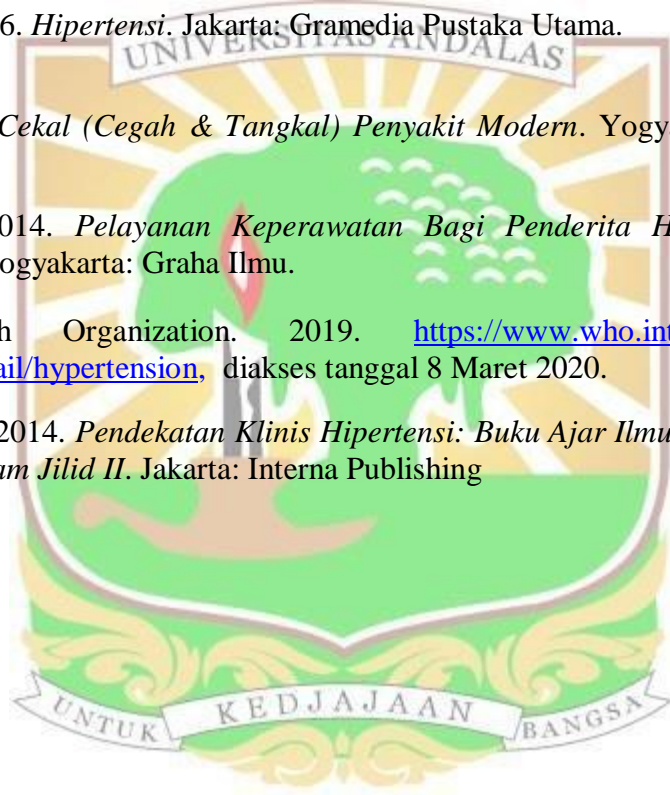 6. Hipertensi. Jakarta: Gramedia Pustaka Utama.
UNIVERSITAS ANDALAS
Cekal (Cegah & Tangkal) Penyakit Modern. Yogy
014. Pelayanan Keperawatan Bagi Penderita H
ogyakarta: Graha Ilmu.
h Organization. 2019. https://www.who.int
ail/hypertension, diakses tanggal 8 Maret 2020.
2014. Pendekatan Klinis Hipertensi: Buku Ajar Ilmu
am Jilid II. Jakarta: Interna Publishing
UNTUK KEDJAJAAN BANGSA